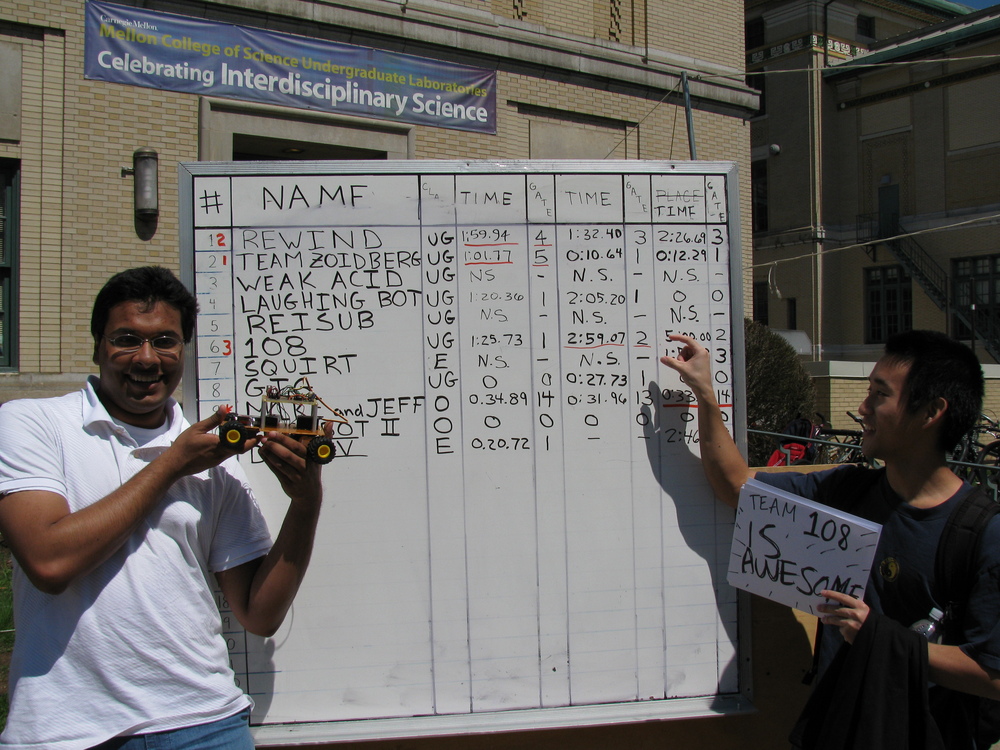 Carnegie Mellon
Mellon College of Science Undergraduate Laboratories
Celebrating Interdisciplinary Science
# NAME CLS TIME GATE TIME GATE PLACE TIME GATE
1 2 REWIND UG 1:59.94 4 1:32.40 3 2:26.69 3
2 1 TEAM ZOIDBERG UG 1:01.77 5 0:10.64 1 0:12.29 1
3 WEAK ACID UG NS - N.S. - N.S. -
4 LAUGHING BOT UG 1:20.36 1 2:05.20 1 0 0
5 REISUB UG NS - N.S. - N.S. -
6 3 108 UG 1:25.73 1 2:59.07 2 2
7 SQUIRT E N.S. - N.S. - 3
8 UG 0 0 0:27.73 1 0
and JEFF O 0:34.89 14 0:31.96 13 14
II O 0 0 0 0 0 0
E 0.20.72 1 - - 2:46
TEAM 108
IS
AWESOME